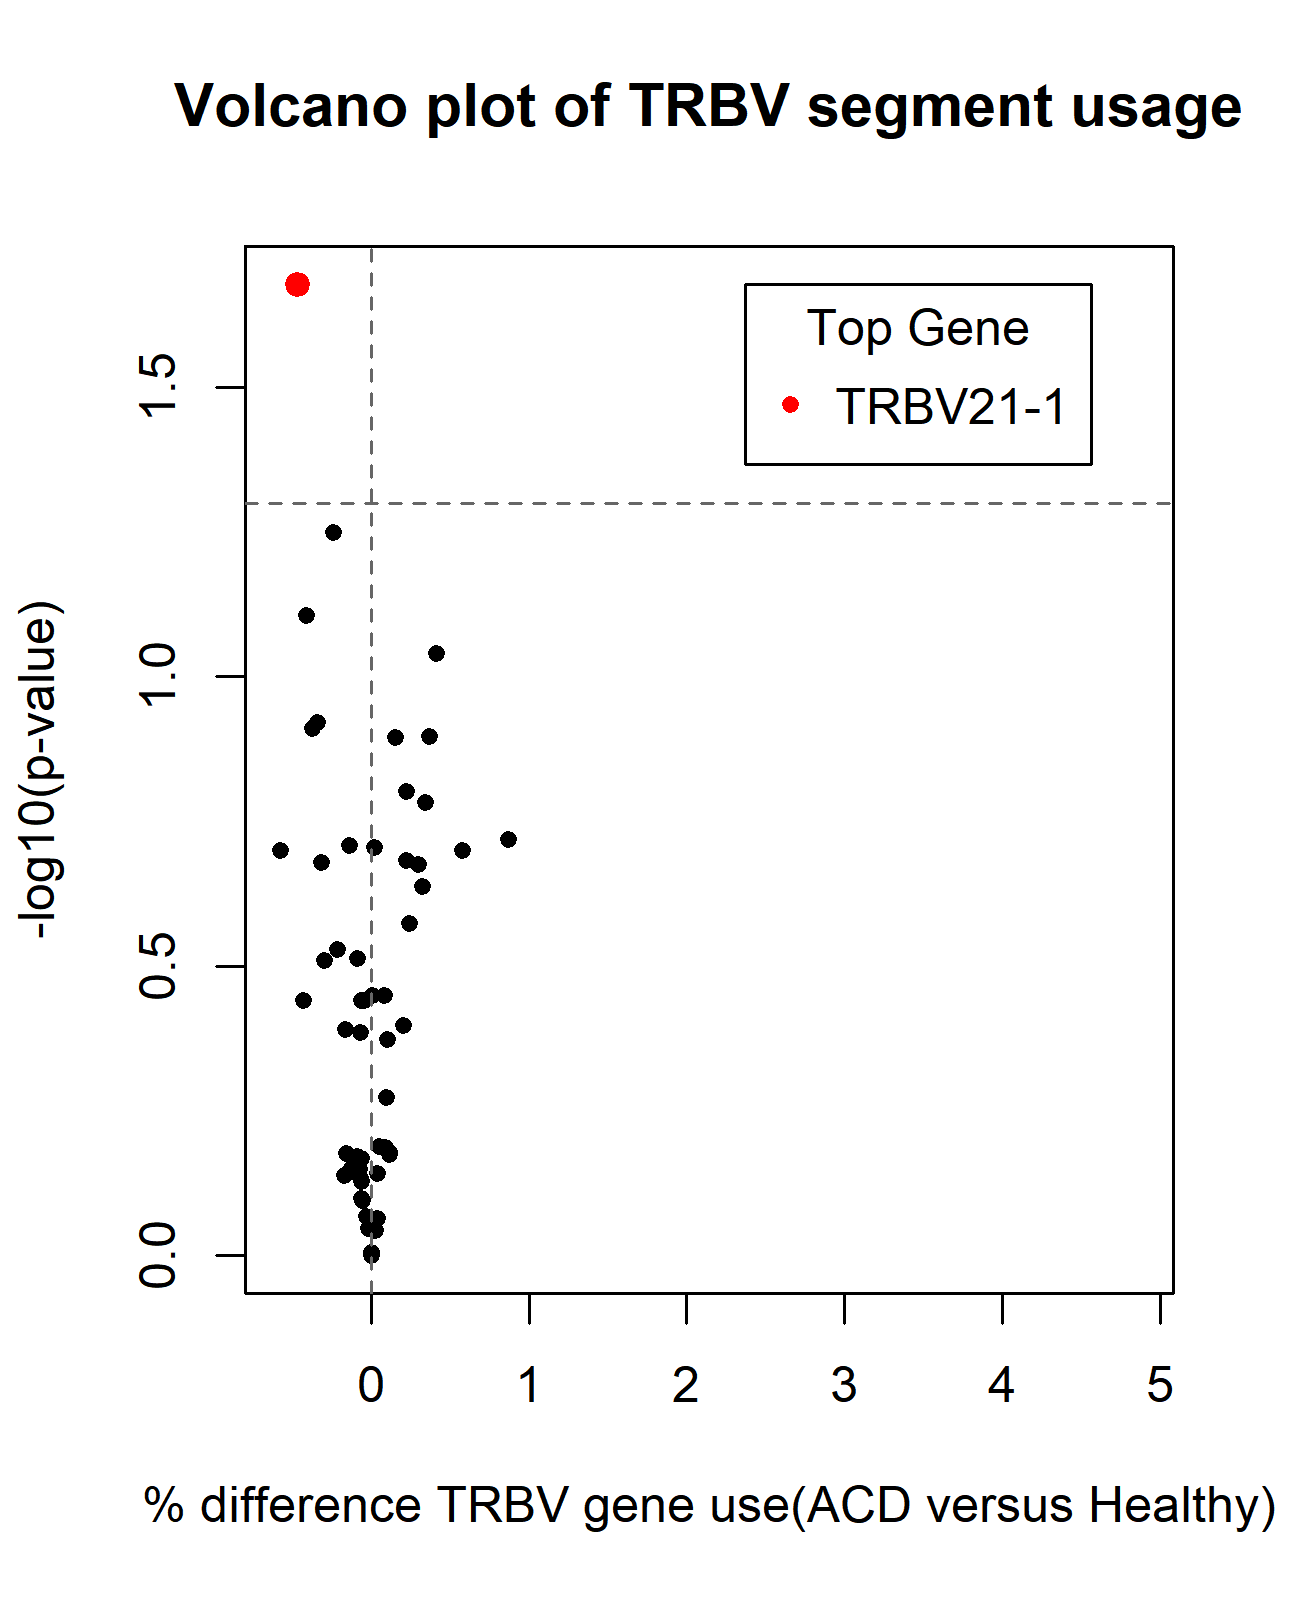 Volcano plot of TRBV segment usage
Top Gene
TRBV21-1
-log10(p-value)
1.5
1.0
0.5
0.0
0 1 2 3 4 5
% difference TRBV gene use(ACD versus Healthy)